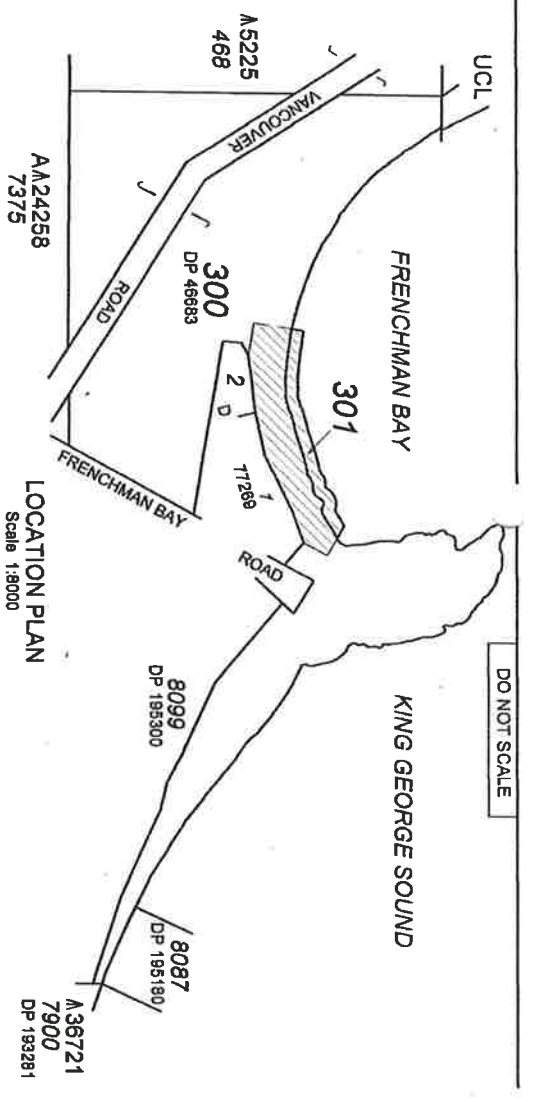 UCL
FRENCHMAN BAY
DO NOT SCALE
KING GEORGE SOUND
A5225
468
VANCOUVER
ROAD
300
DP 46683
301
2
D
1
77269
FRENCHMAN BAY
ROAD
AA24258
7375
8099
DP 195300
8087
DP 195180
A36721
7900
DP 193281
LOCATION PLAN
Scale 1:8000